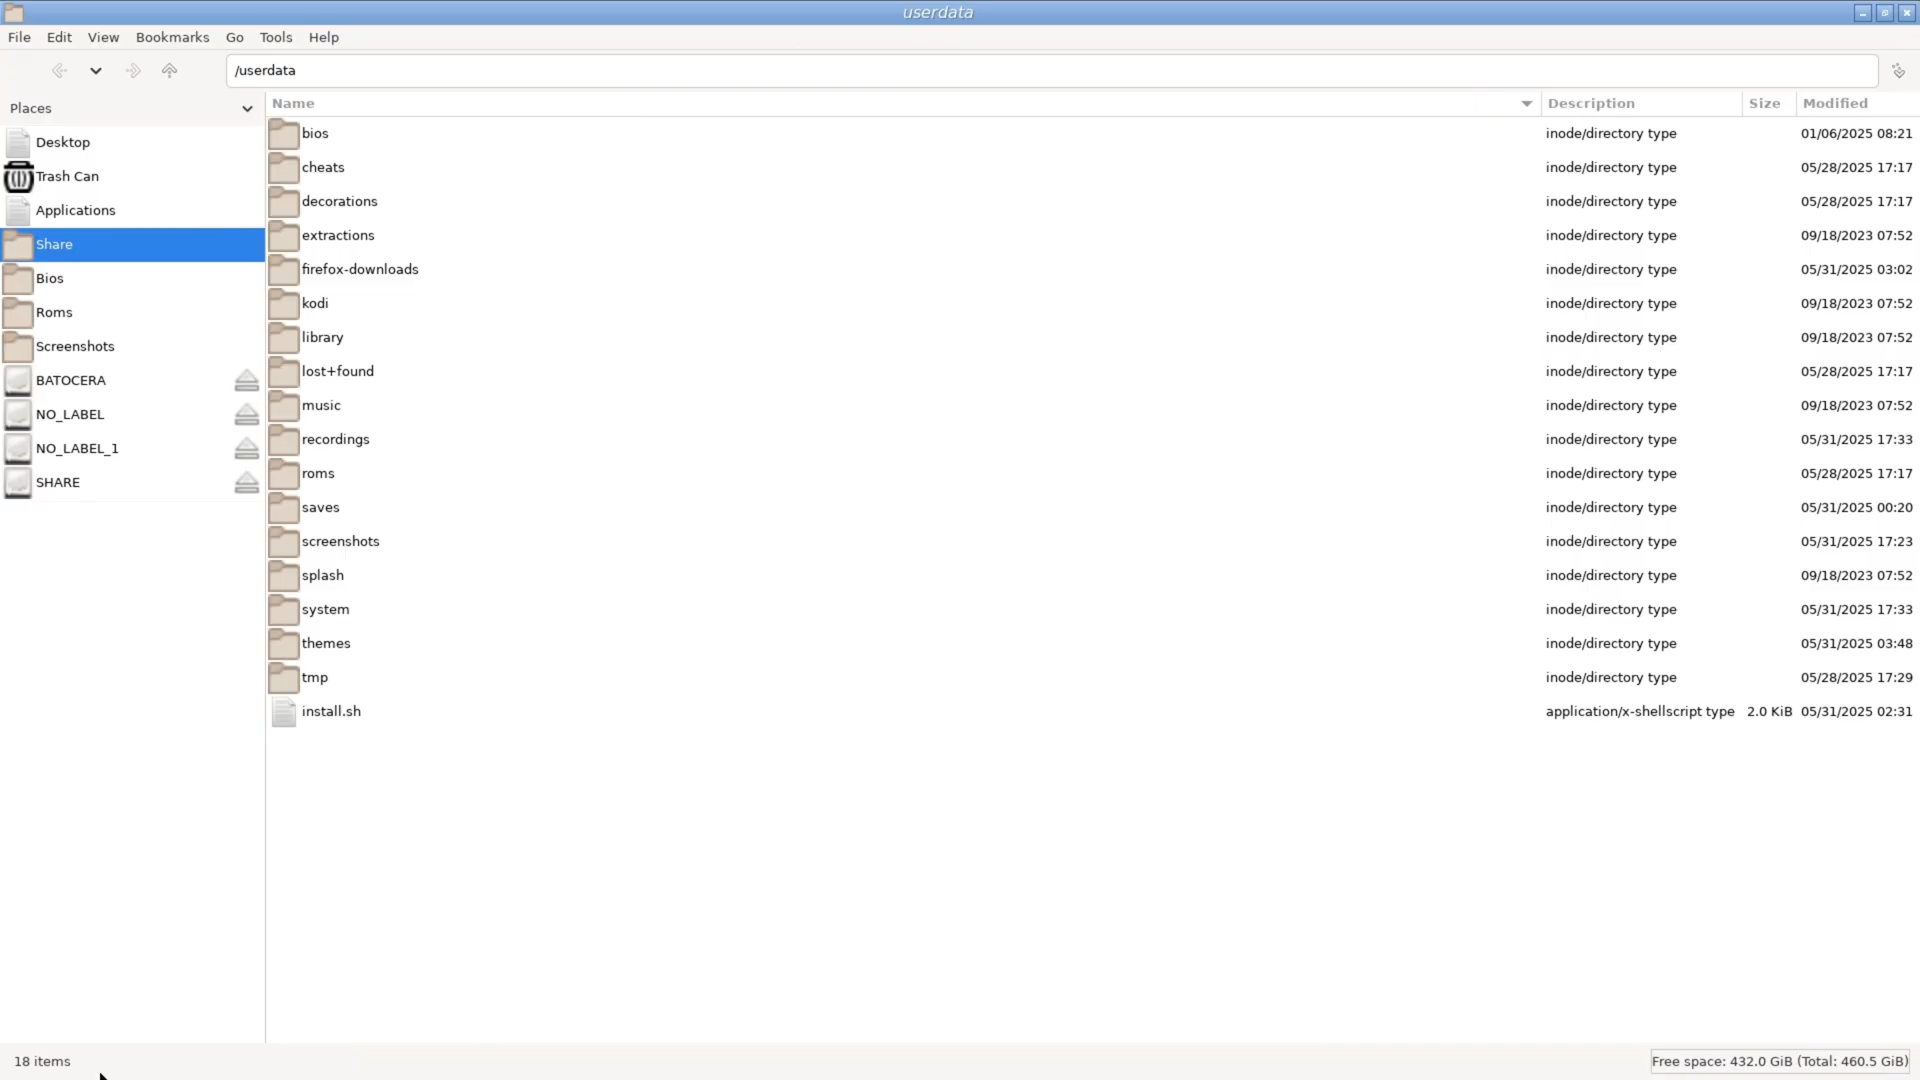 userdata
File Edit View Bookmarks Go Tools Help
/userdata
Places
Desktop
Trash Can
Applications
Share
Bios
Roms
Screenshots
BATOCERA
NO_LABEL
NO_LABEL_1
SHARE
Name Description Size Modified
bios inode/directory type 01/06/2025 08:21
cheats inode/directory type 05/28/2025 17:17
decorations inode/directory type 05/28/2025 17:17
extractions inode/directory type 09/18/2023 07:52
firefox-downloads inode/directory type 05/31/2025 03:02
kodi inode/directory type 09/18/2023 07:52
library inode/directory type 09/18/2023 07:52
lost+found inode/directory type 05/28/2025 17:17
music inode/directory type 09/18/2023 07:52
recordings inode/directory type 05/31/2025 17:33
roms inode/directory type 05/28/2025 17:17
saves inode/directory type 05/31/2025 00:20
screenshots inode/directory type 05/31/2025 17:23
splash inode/directory type 09/18/2023 07:52
system inode/directory type 05/31/2025 17:33
themes inode/directory type 05/31/2025 03:48
tmp inode/directory type 05/28/2025 17:29
install.sh application/x-shellscript type 2.0 KiB 05/31/2025 02:31
18 items
Free space: 432.0 GiB (Total: 460.5 GiB)